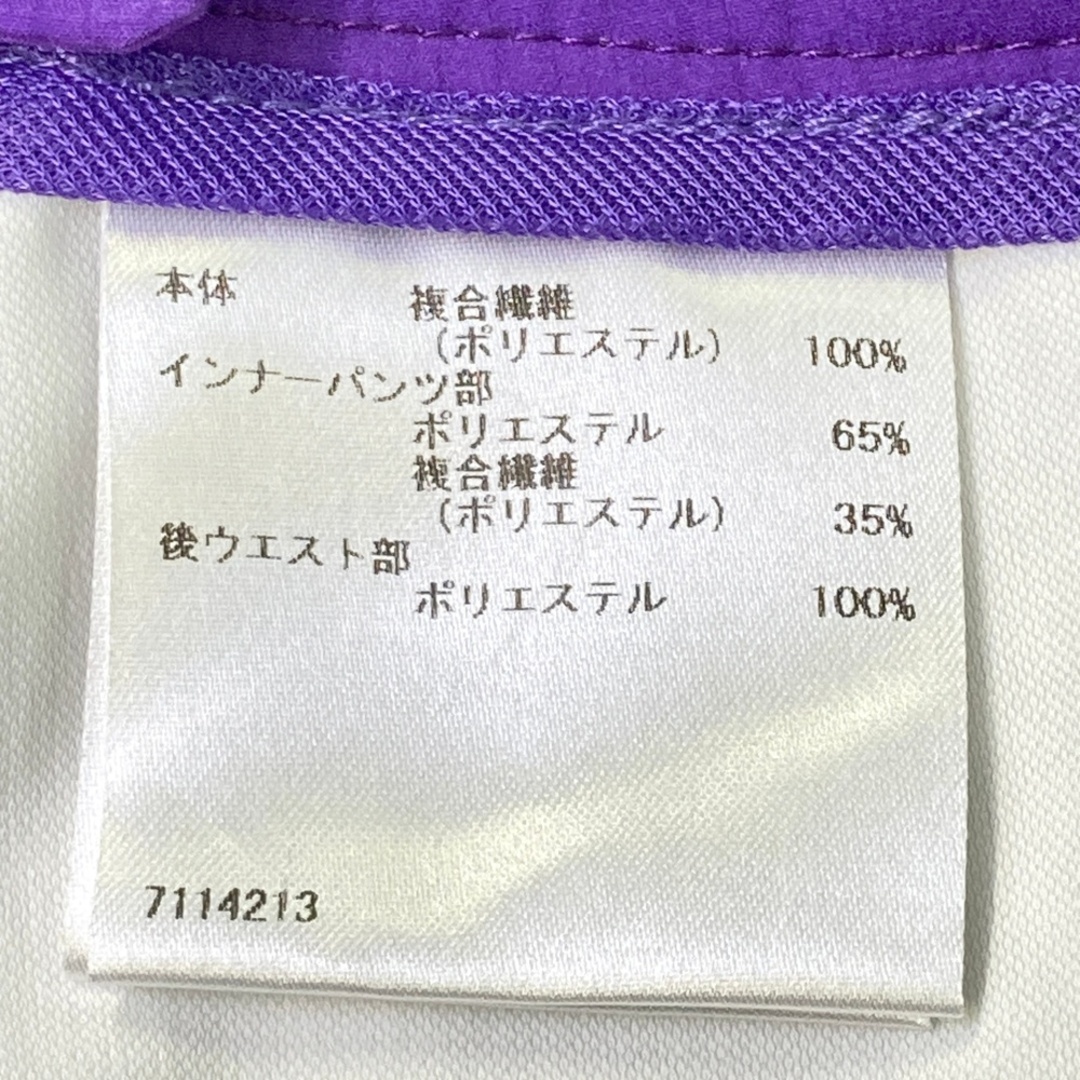 本体
複合繊維
(ポリエステル) 100%
インナーパンツ部
ポリエステル 65%
複合繊維
(ポリエステル) 35%
後ウエスト部
ポリエステル 100%
7114213